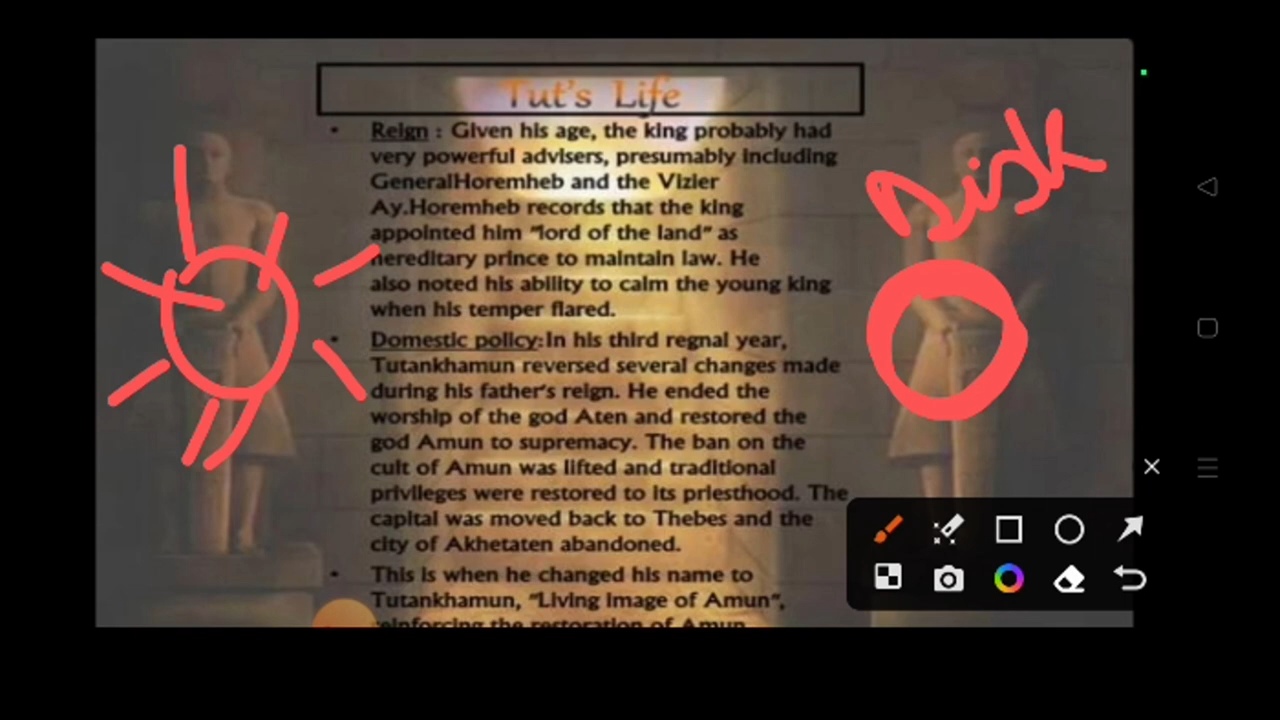 Tut's Life
• Reign : Given his age, the king probably had
very powerful advisers, presumably including
GeneralHoremheb and the Vizier
Ay.Horemheb records that the king
appointed him "lord of the land" as
hereditary prince to maintain law. He
also noted his ability to calm the young king
when his temper flared.
• Domestic policy:In his third regnal year,
Tutankhamun reversed several changes made
during his father's reign. He ended the
worship of the god Aten and restored the
god Amun to supremacy. The ban on the
cult of Amun was lifted and traditional
privileges were restored to its priesthood. The
capital was moved back to Thebes and the
city of Akhetaten abandoned.
• This is when he changed his name to
Tutankhamun, "Living image of Amun",
reinforcing the restoration of Amun
Disk